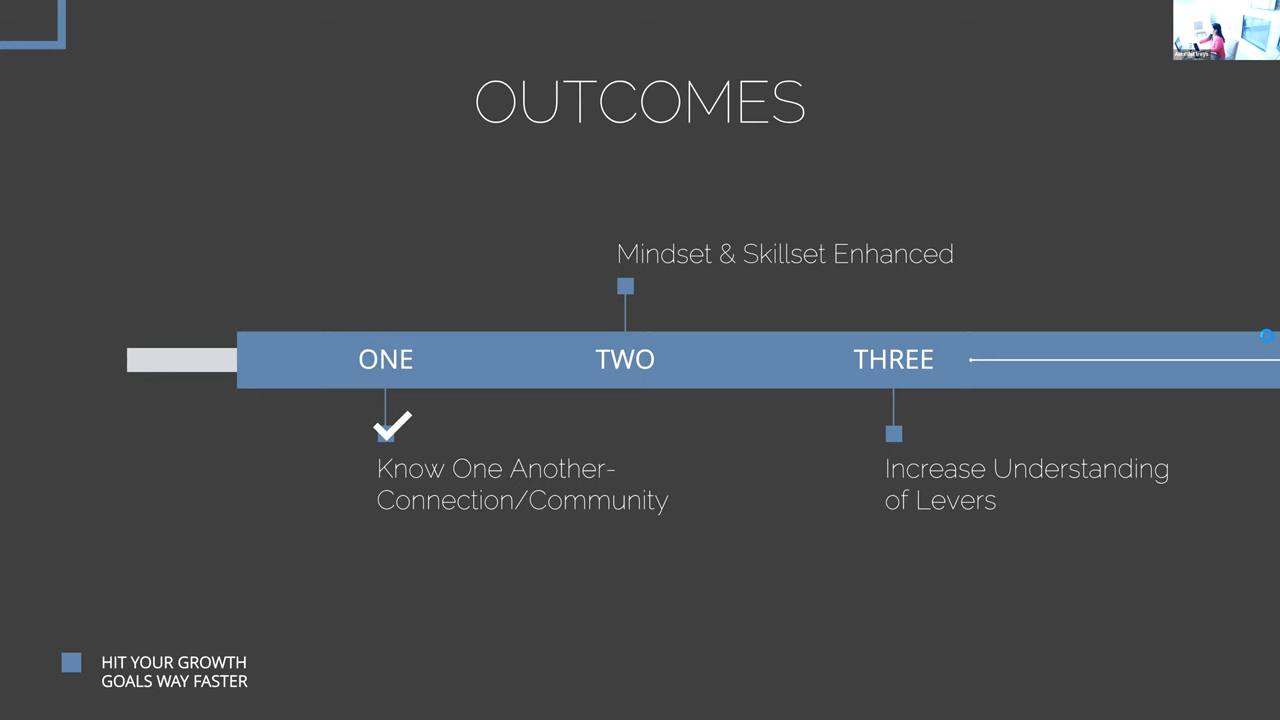 OUTCOMES
Mindset & Skillset Enhanced
ONE
TWO
THREE
Know One Another-
Connection/Community
Increase Understanding
of Levers
HIT YOUR GROWTH
GOALS WAY FASTER